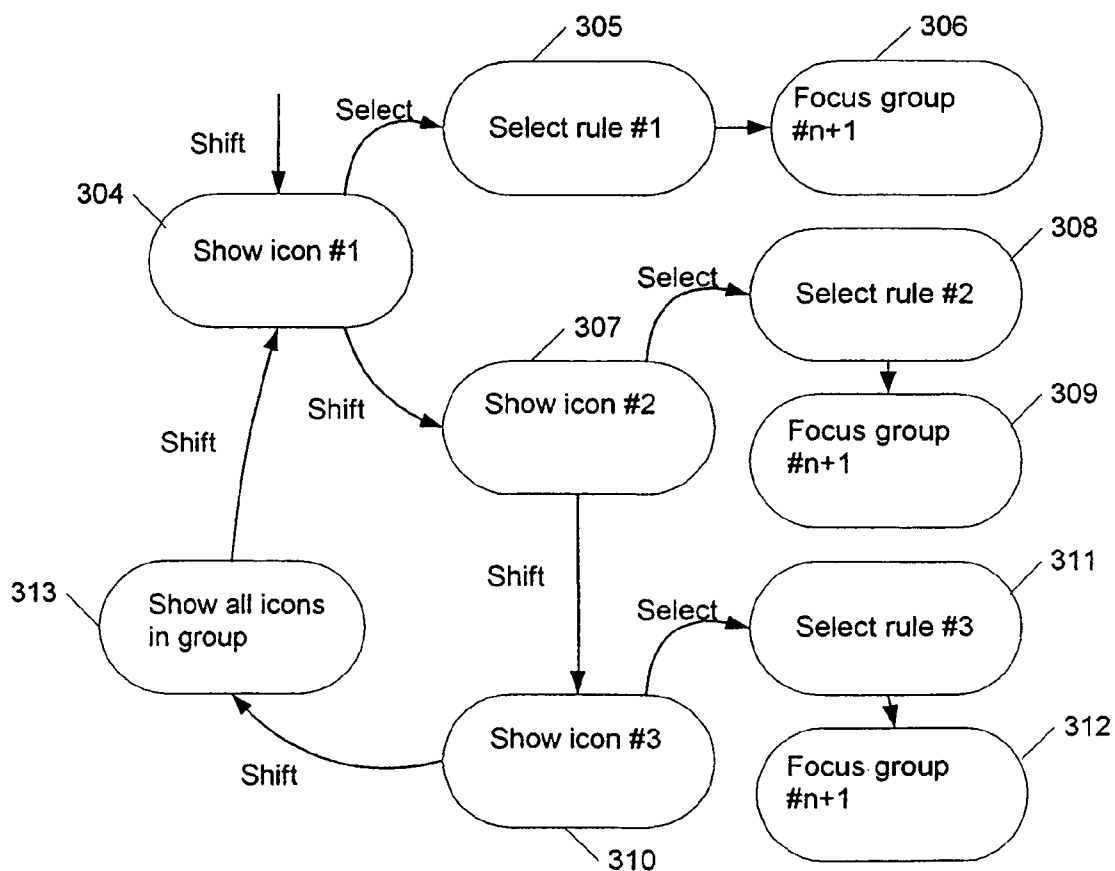 305
306
Select
Select rule #1
Focus group
#n+1
Shift
304
Show icon #1
308
Select
Select rule #2
307
Shift
Show icon #2
309
Focus group
#n+1
Shift
313
Show all icons
in group
Shift
311
Select
Select rule #3
Show icon #3
312
Focus group
#n+1
Shift
310